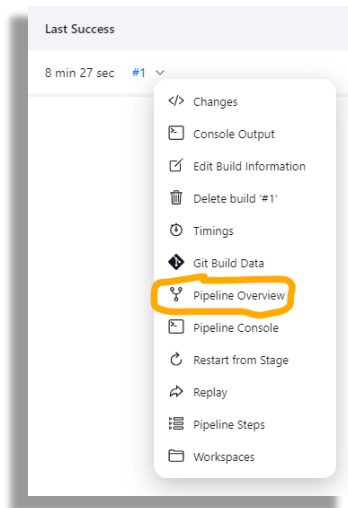 Last Success
8 min 27 sec #1
Changes
Console Output
Edit Build Information
Delete build '#1'
Timings
Git Build Data
Pipeline Overview
Pipeline Console
Restart from Stage
Replay
Pipeline Steps
Workspaces